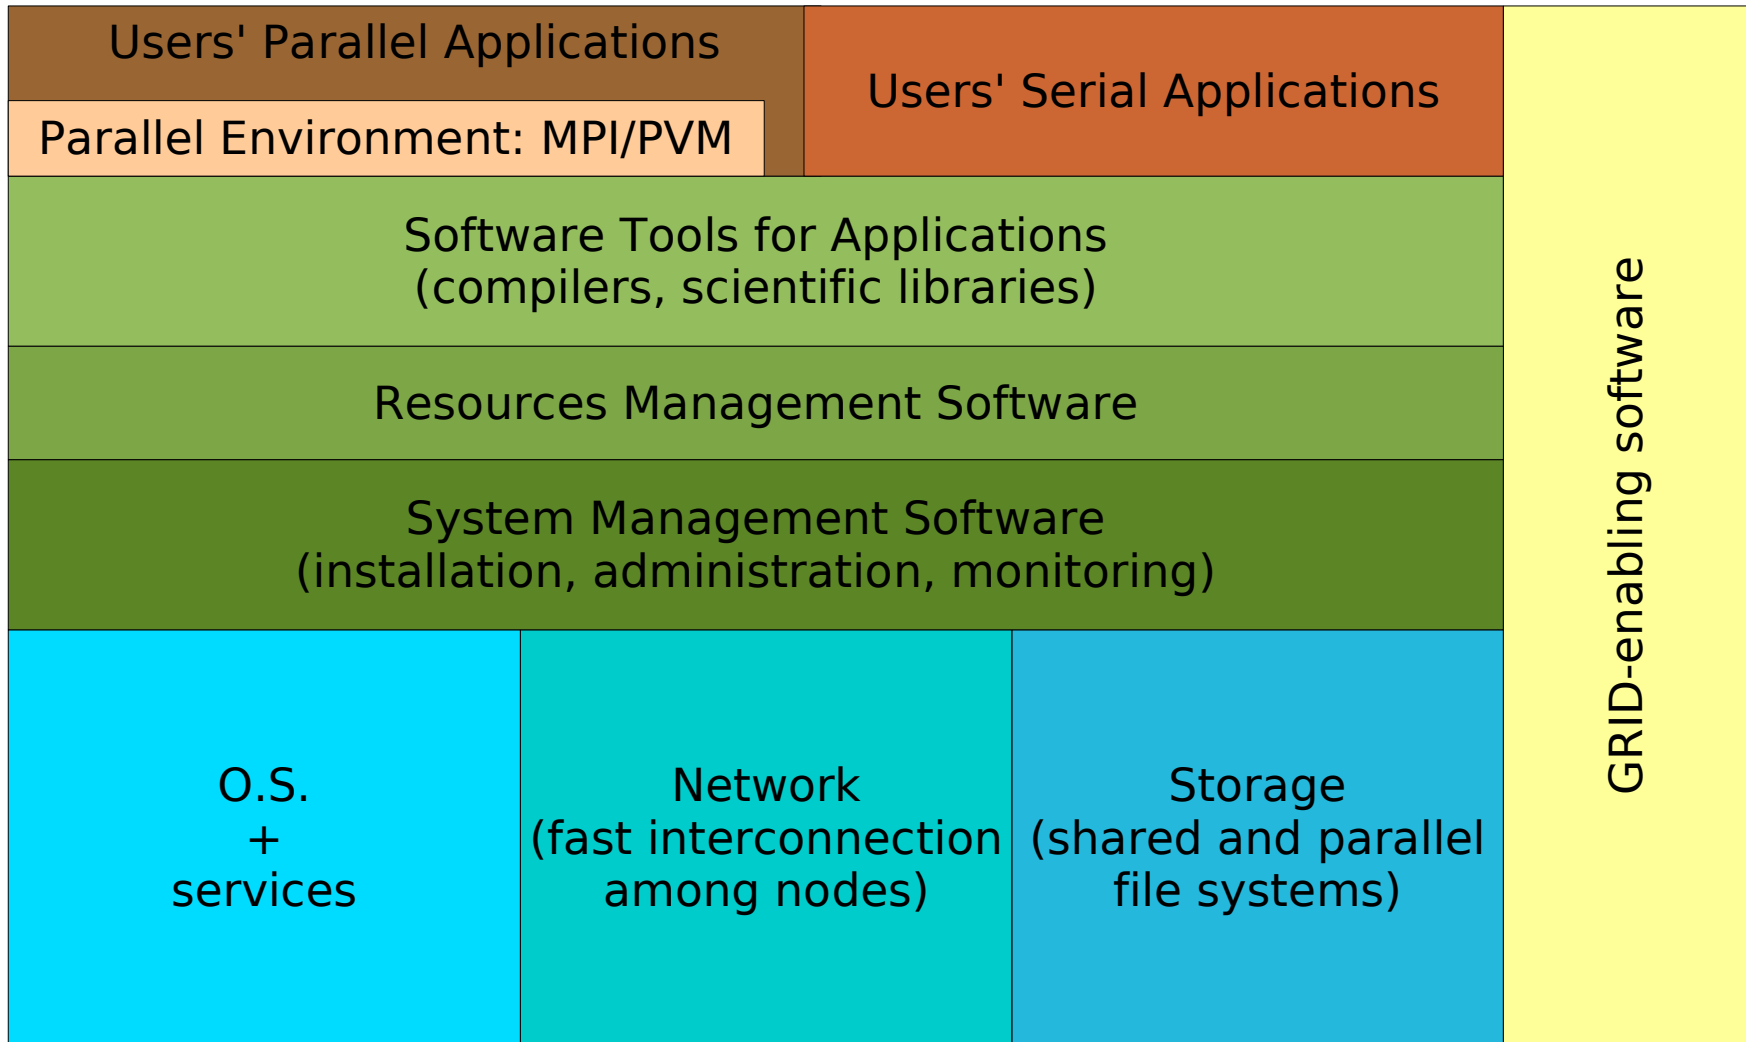 Users' Parallel Applications
Users' Serial Applications
Parallel Environment: MPI/PVM
Software Tools for Applications
(compilers, scientific libraries)
Resources Management Software
System Management Software
(installation, administration, monitoring)
O.S.
+
services
Network
(fast interconnection
among nodes)
Storage
(shared and parallel
file systems)
GRID-enabling software